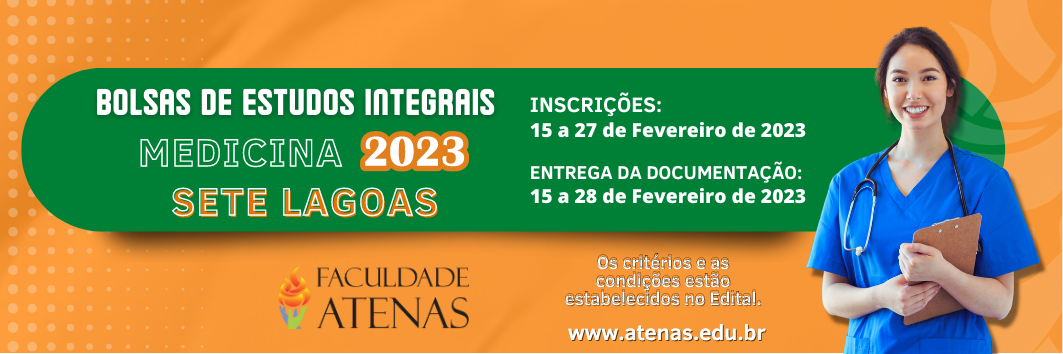 BOLSAS DE ESTUDOS INTEGRAIS
MEDICINA 2023
SETE LAGOAS
INSCRIÇÕES:
15 a 27 de Fevereiro de 2023
ENTREGA DA DOCUMENTAÇÃO:
15 a 28 de Fevereiro de 2023
FACULDADE
ATENAS
Os critérios e as
condições estão
estabelecidos no Edital.
www.atenas.edu.br